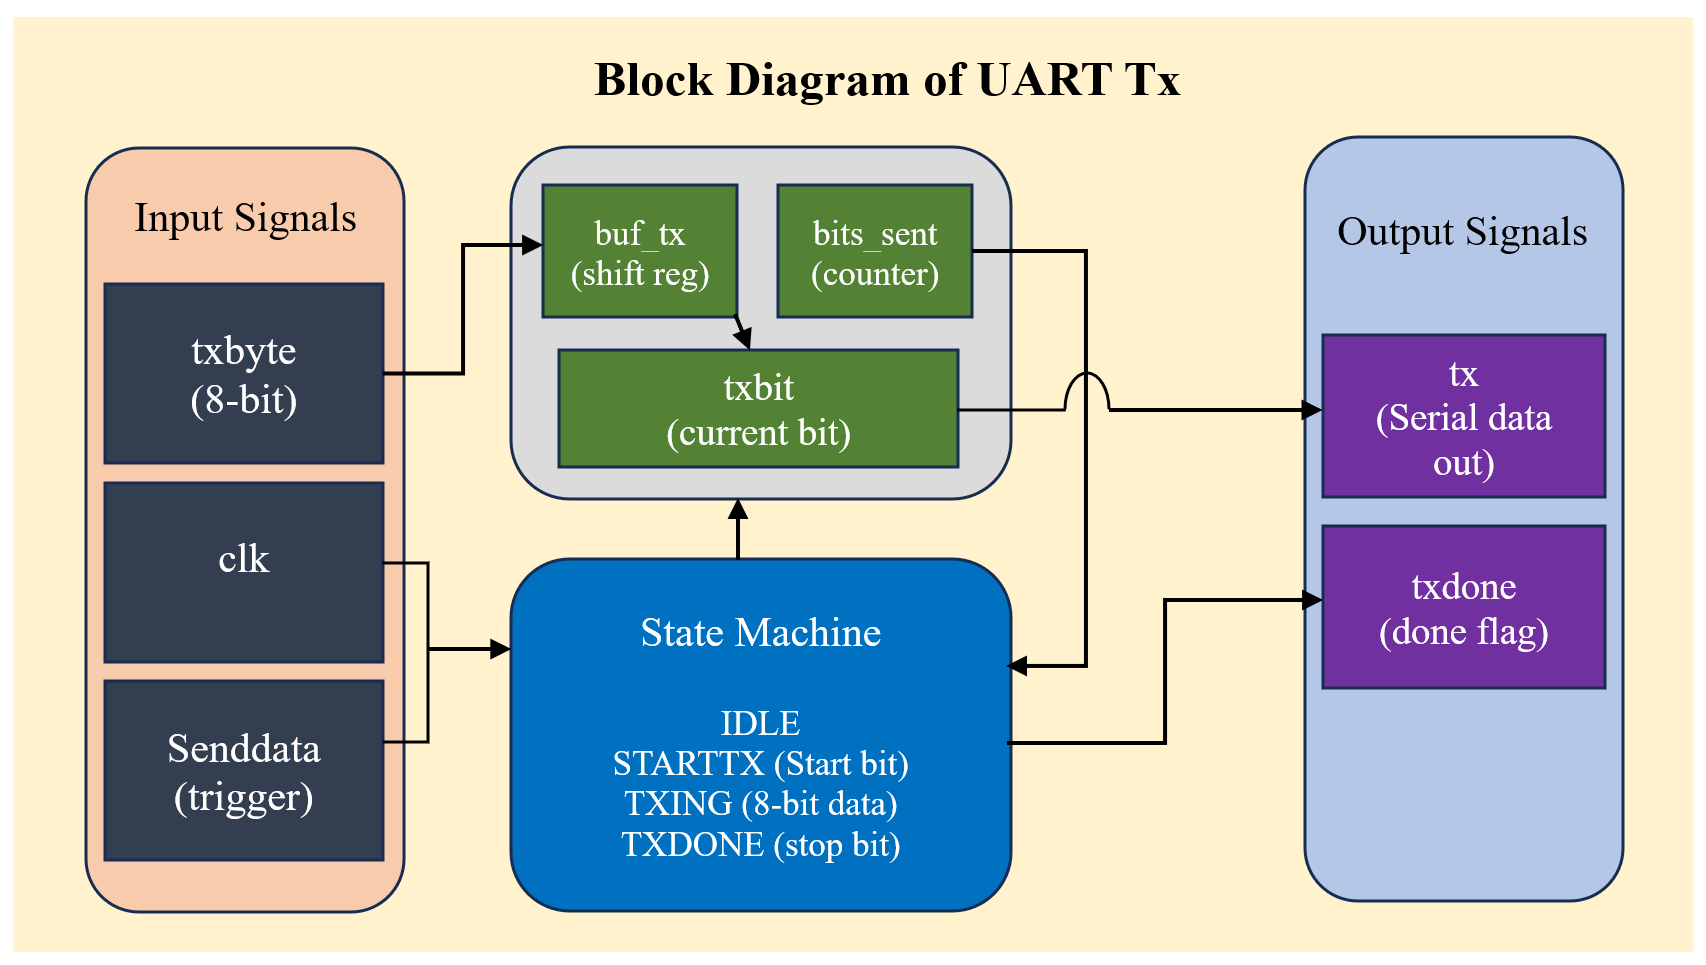 Block Diagram of UART Tx
Input Signals
txbyte
(8-bit)
clk
Senddata
(trigger)
buf_tx
(shift reg)
bits_sent
(counter)
txbit
(current bit)
State Machine
IDLE
STARTTX (Start bit)
TXING (8-bit data)
TXDONE (stop bit)
Output Signals
tx
(Serial data
out)
txdone
(done flag)